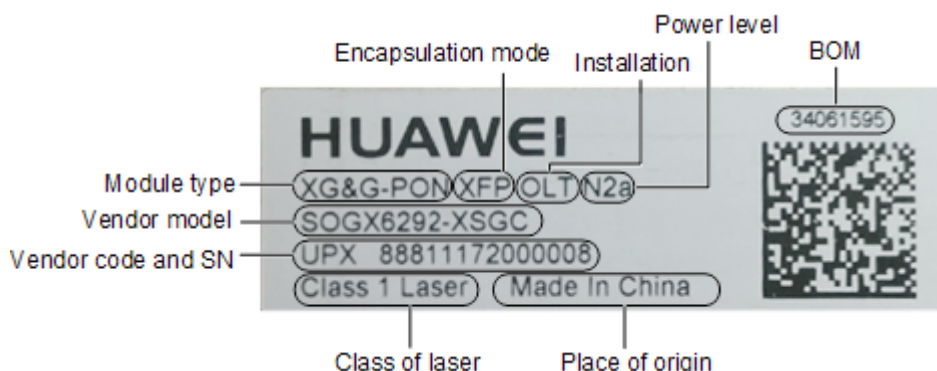 Power level
Encapsulation mode
Installation
BOM
34061595
HUAWEI
Module type
XG&G-PON XFP OLT N2a
Vendor model
SOGX6292-XSGC
Vendor code and SN
UPX 88811172000008
Class 1 Laser Made In China
Class of laser
Place of origin